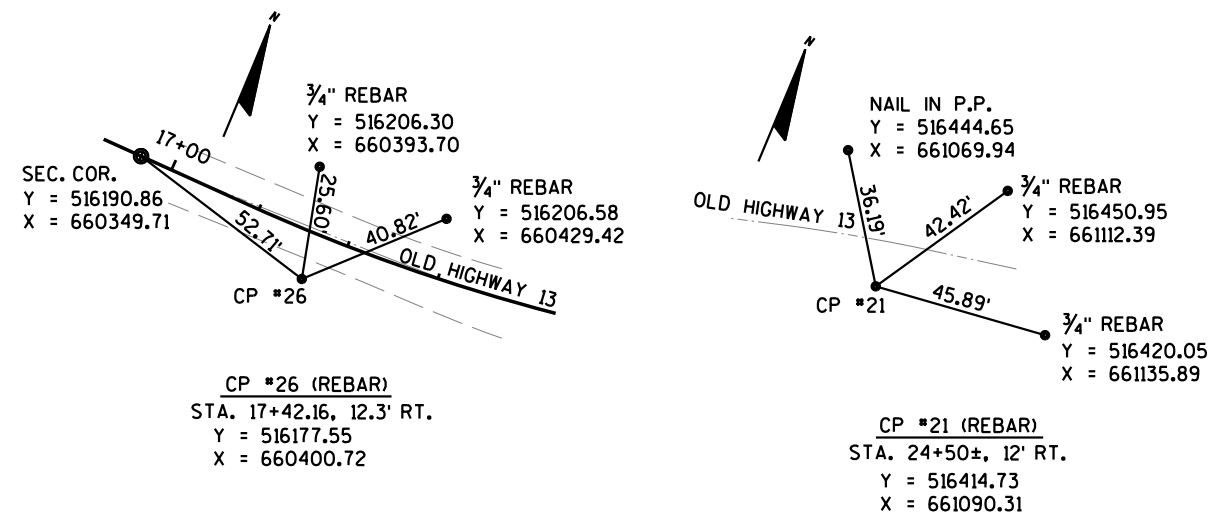 N
3/4" REBAR
Y = 516206.30
X = 660393.70
17+00
SEC. COR.
Y = 516190.86
X = 660349.71
3/4" REBAR
Y = 516206.58
X = 660429.42
25.60'
52.71'
40.82'
OLD HIGHWAY 13
CP #26
CP #26 (REBAR)
STA. 17+42.16, 12.3' RT.
Y = 516177.55
X = 660400.72
N
NAIL IN P.P.
Y = 516444.65
X = 661069.94
3/4" REBAR
Y = 516450.95
X = 661112.39
OLD HIGHWAY 13
36.19'
42.42'
45.89'
CP #21
3/4" REBAR
Y = 516420.05
X = 661135.89
CP #21 (REBAR)
STA. 24+50±, 12' RT.
Y = 516414.73
X = 661090.31